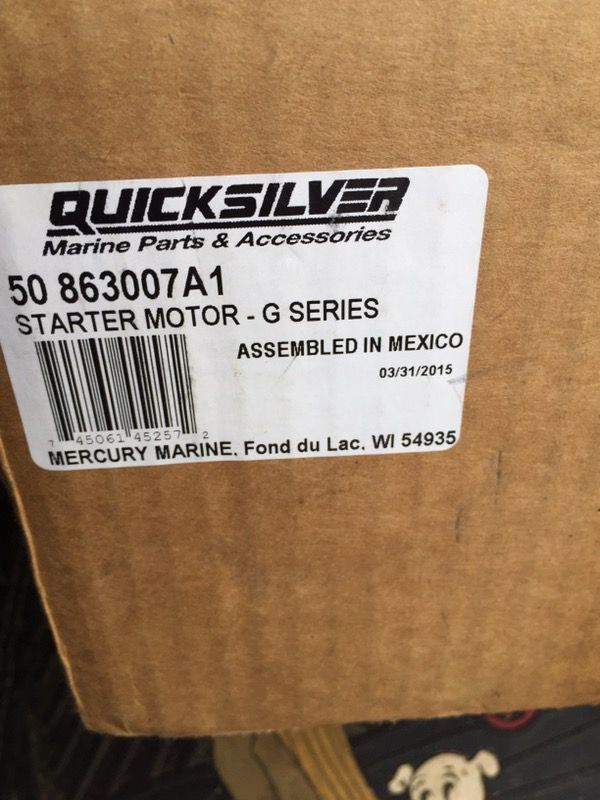 QUICKSILVER
Marine Parts & Accessories
50 863007A1
STARTER MOTOR - G SERIES
ASSEMBLED IN MEXICO
03/31/2015
7 45061 45257 2
MERCURY MARINE, Fond du Lac, WI 54935